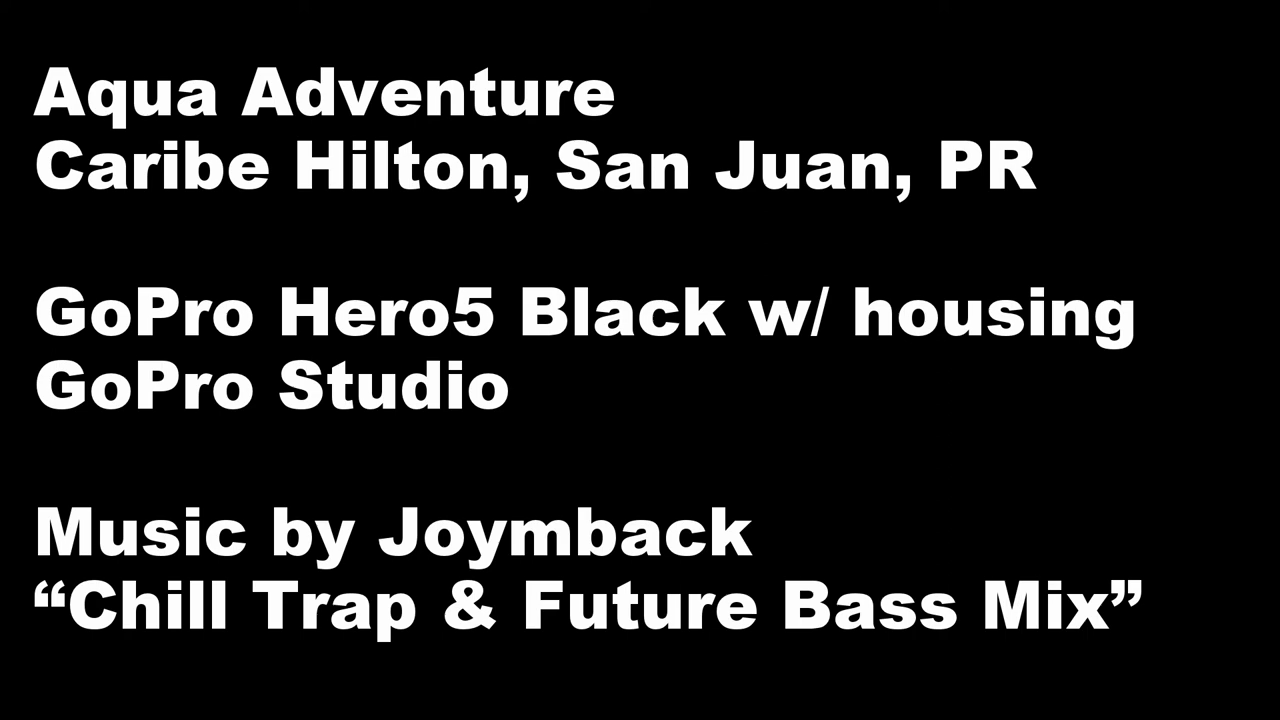 Aqua Adventure
Caribe Hilton, San Juan, PR
GoPro Hero5 Black w/ housing
GoPro Studio
Music by Joymback
“Chill Trap & Future Bass Mix”